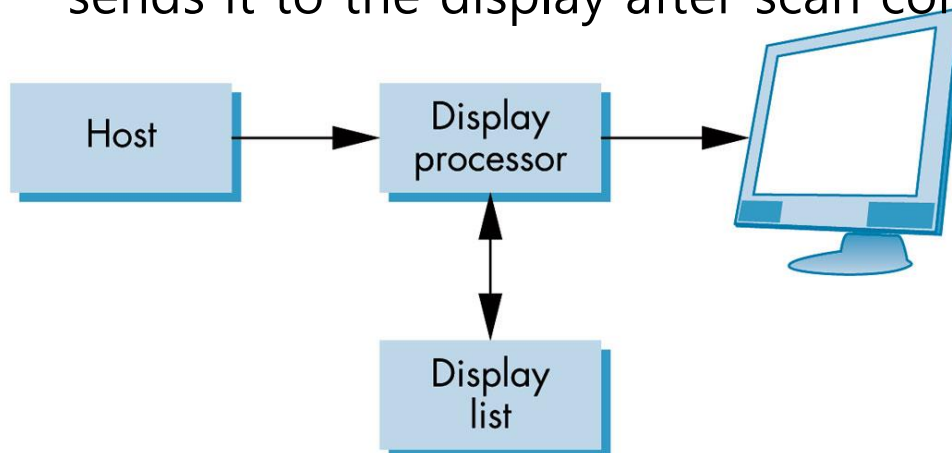 sends it to the display after scan
Host
Display
processor
Display
list